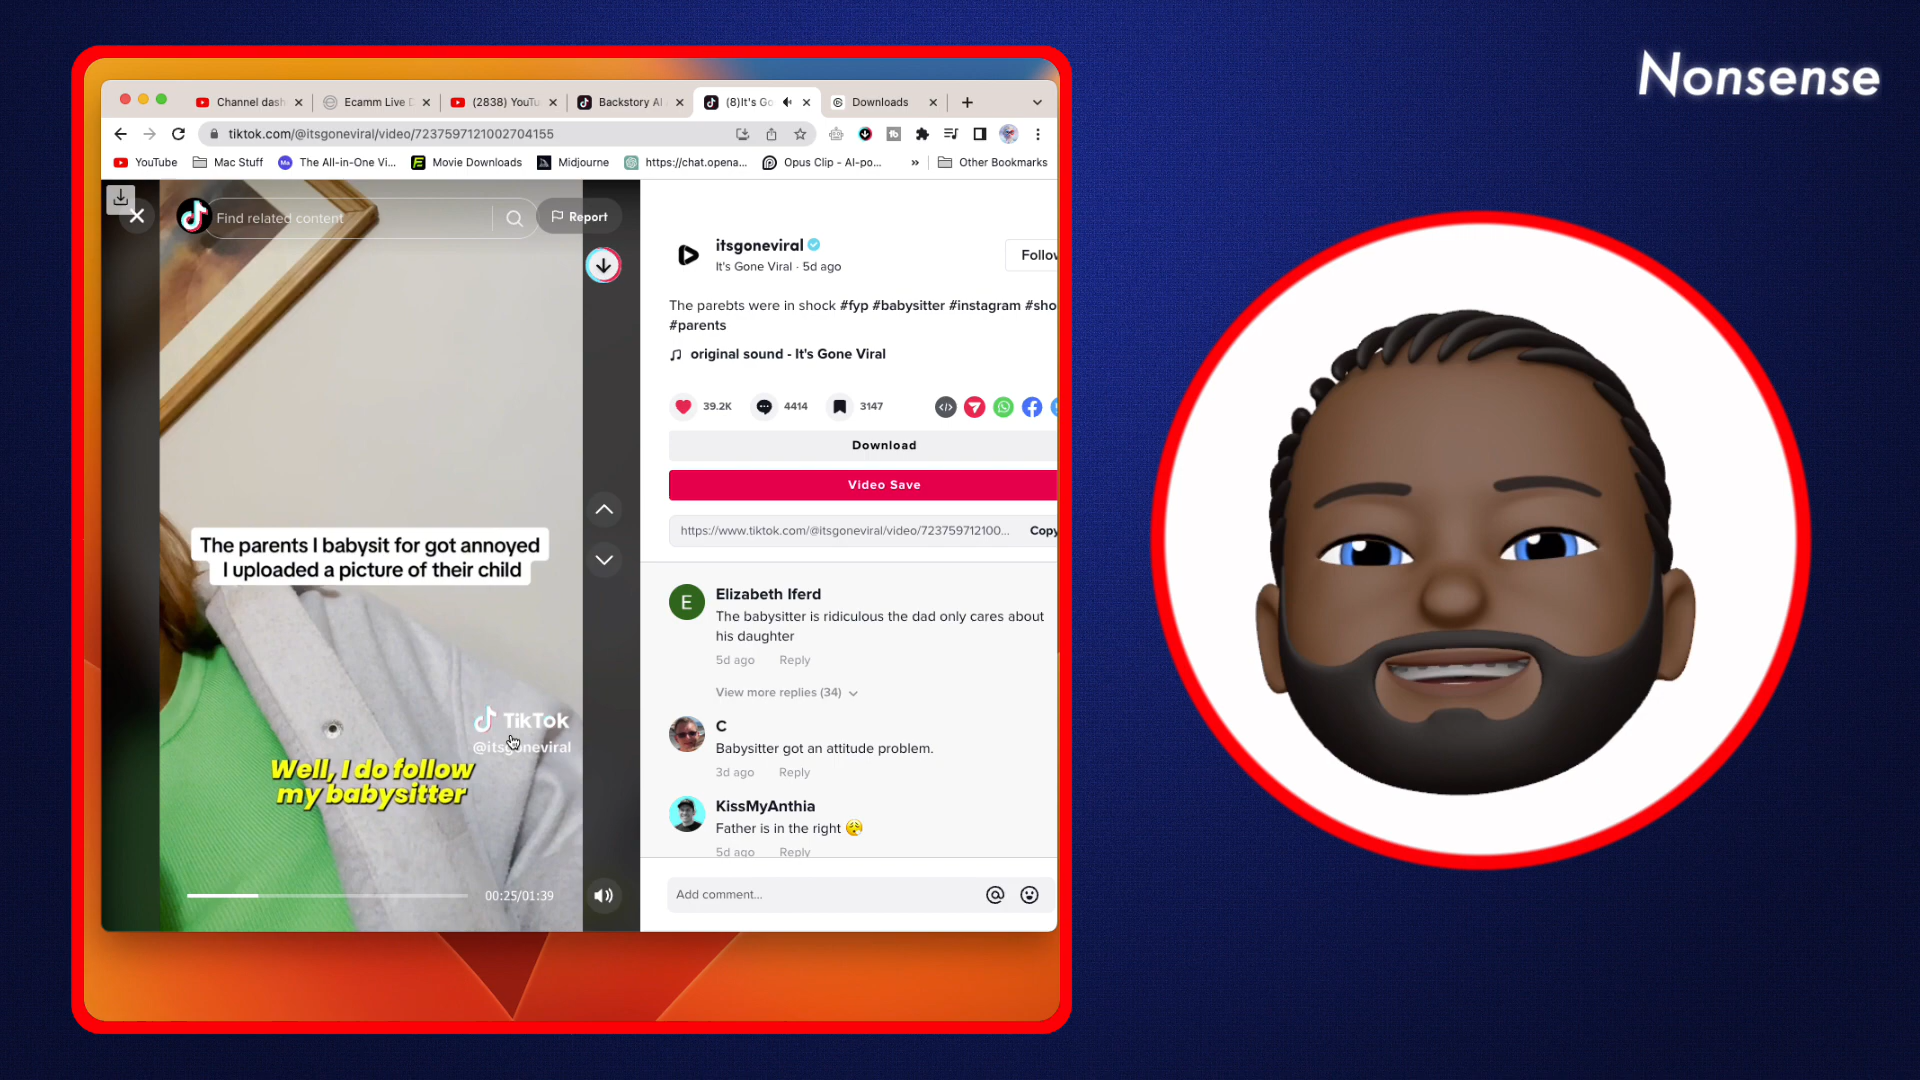 Nonsense
Channel dash
Ecamm Live D
(2838) YouTu
Backstory AI
(8)It's Go
Downloads
tiktok.com/@itsgoneviral/video/7237597121002704155
YouTube
Mac Stuff
The All-in-One Vi...
Movie Downloads
Midjourne
https://chat.opena...
Opus Clip - AI-po...
»
Other Bookmarks
Find related content
Report
itsgoneviral
It's Gone Viral · 5d ago
Follow
The parebts were in shock #fyp #babysitter #instagram #sho
#parents
original sound - It's Gone Viral
39.2K
4414
3147
Download
Video Save
https://www.tiktok.com/@itsgoneviral/video/723759712100...
Copy
The parents I babysit for got annoyed
I uploaded a picture of their child
Elizabeth Iferd
The babysitter is ridiculous the dad only cares about
his daughter
5d ago Reply
View more replies (34)
C
Babysitter got an attitude problem.
3d ago Reply
KissMyAnthia
Father is in the right
5d ago Reply
TikTok
@itsgoneviral
Well, I do follow
my babysitter
00:25/01:39
Add comment...